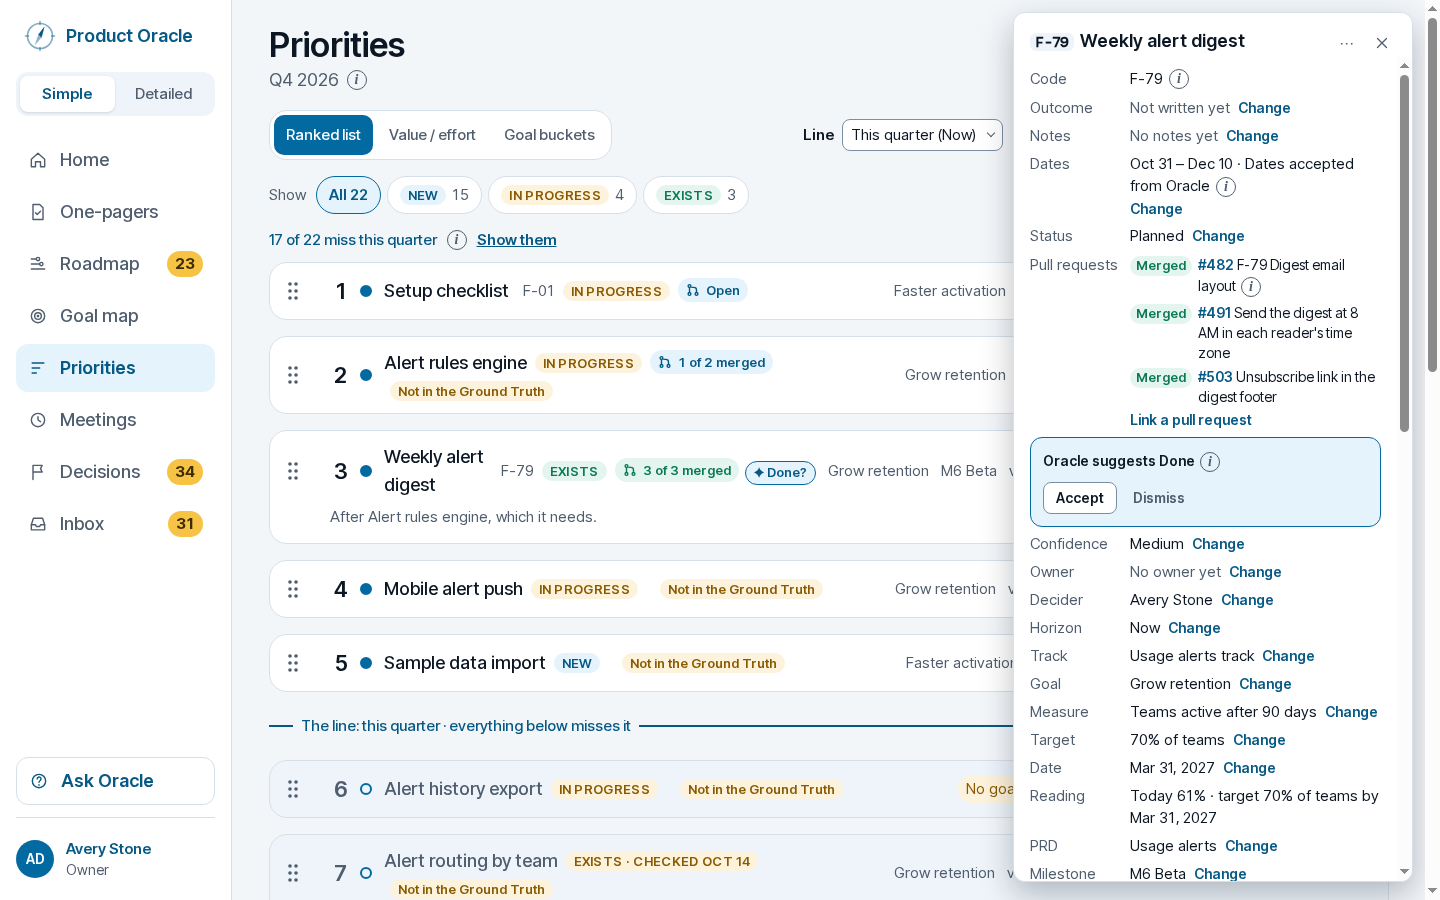 Product Oracle
Simple
Detailed
Home
One-pagers
Roadmap 23
Goal map
Priorities
Meetings
Decisions 34
Inbox 31
Ask Oracle
AD
Avery Stone
Owner
Priorities
Q4 2026 i
Ranked list
Value / effort
Goal buckets
Line
This quarter (Now)
Show
All 22
NEW 15
IN PROGRESS 4
EXISTS 3
17 of 22 miss this quarter i Show them
1 Setup checklist F-01 IN PROGRESS Open Faster activation
2 Alert rules engine IN PROGRESS 1 of 2 merged Grow retention
Not in the Ground Truth
3 Weekly alert digest F-79 EXISTS 3 of 3 merged ✦ Done? Grow retention M6 Beta
After Alert rules engine, which it needs.
4 Mobile alert push IN PROGRESS Not in the Ground Truth Grow retention
5 Sample data import NEW Not in the Ground Truth Faster activation
The line: this quarter · everything below misses it
6 Alert history export IN PROGRESS Not in the Ground Truth No goa
7 Alert routing by team EXISTS · CHECKED OCT 14 Grow retention
Not in the Ground Truth
F-79 Weekly alert digest ...
Code F-79 i
Outcome Not written yet Change
Notes No notes yet Change
Dates Oct 31 – Dec 10 · Dates accepted
from Oracle i
Change
Status Planned Change
Pull requests Merged #482 F-79 Digest email
layout i
Merged #491 Send the digest at 8
AM in each reader's time
zone
Merged #503 Unsubscribe link in the
digest footer
Link a pull request
Oracle suggests Done i
Accept Dismiss
Confidence Medium Change
Owner No owner yet Change
Decider Avery Stone Change
Horizon Now Change
Track Usage alerts track Change
Goal Grow retention Change
Measure Teams active after 90 days Change
Target 70% of teams Change
Date Mar 31, 2027 Change
Reading Today 61% · target 70% of teams by
Mar 31, 2027
PRD Usage alerts Change
Milestone M6 Beta Change